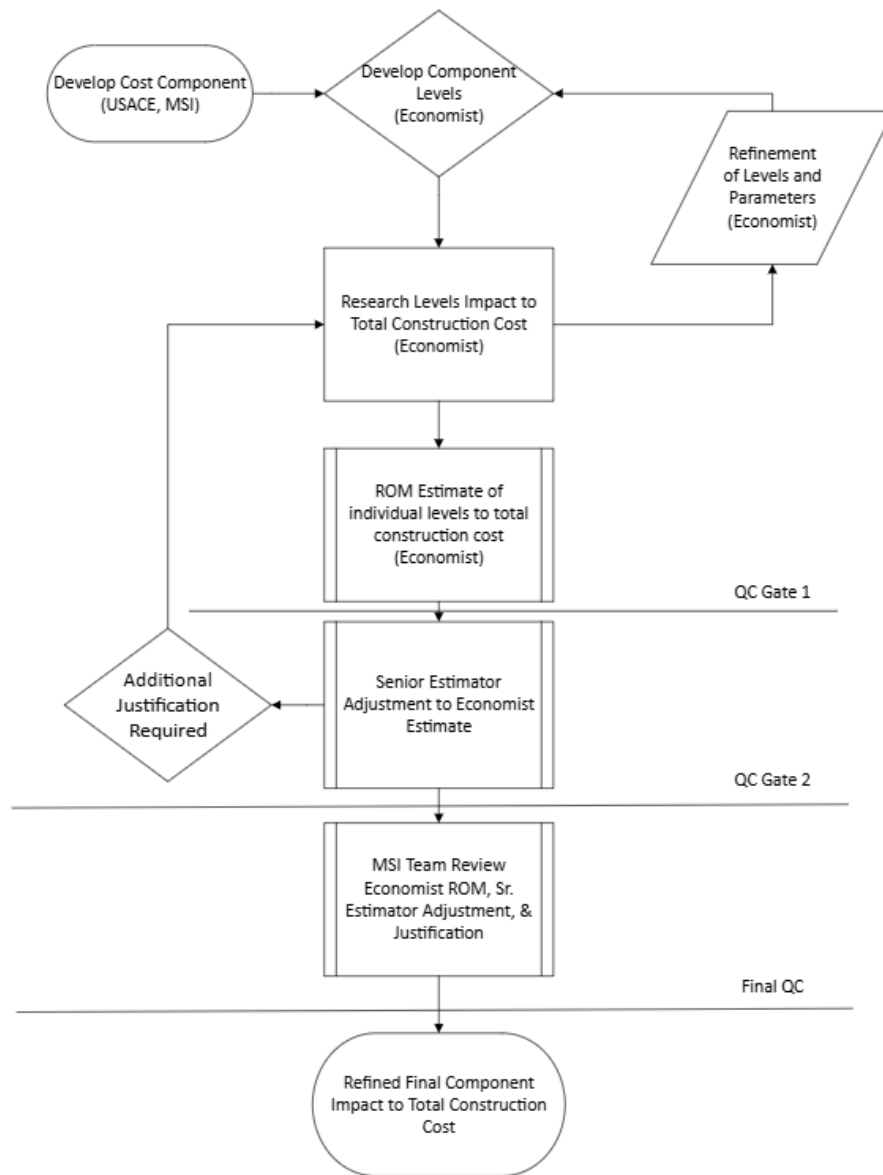 Develop Cost Component
(USACE, MSI)
Develop Component
Levels
(Economist)
Refinement
of Levels and
Parameters
(Economist)
Research Levels Impact to
Total Construction Cost
(Economist)
ROM Estimate of
individual levels to total
construction cost
(Economist)
QC Gate 1
Additional
Justification
Required
Senior Estimator
Adjustment to Economist
Estimate
QC Gate 2
MSI Team Review
Economist ROM, Sr.
Estimator Adjustment, &
Justification
Final QC
Refined Final Component
Impact to Total Construction
Cost